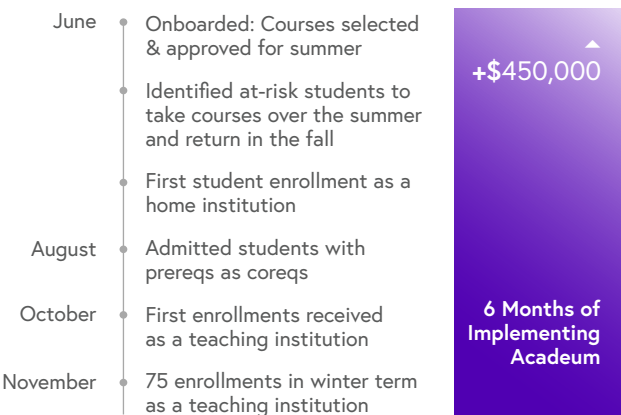 June
Onboarded: Courses selected
& approved for summer
Identified at-risk students to
take courses over the summer
and return in the fall
First student enrollment as a
home institution
August
Admitted students with
prereqs as coreqs
October
First enrollments received
as a teaching institution
November
75 enrollments in winter term
as a teaching institution
+$450,000
6 Months of
Implementing
Acadeum